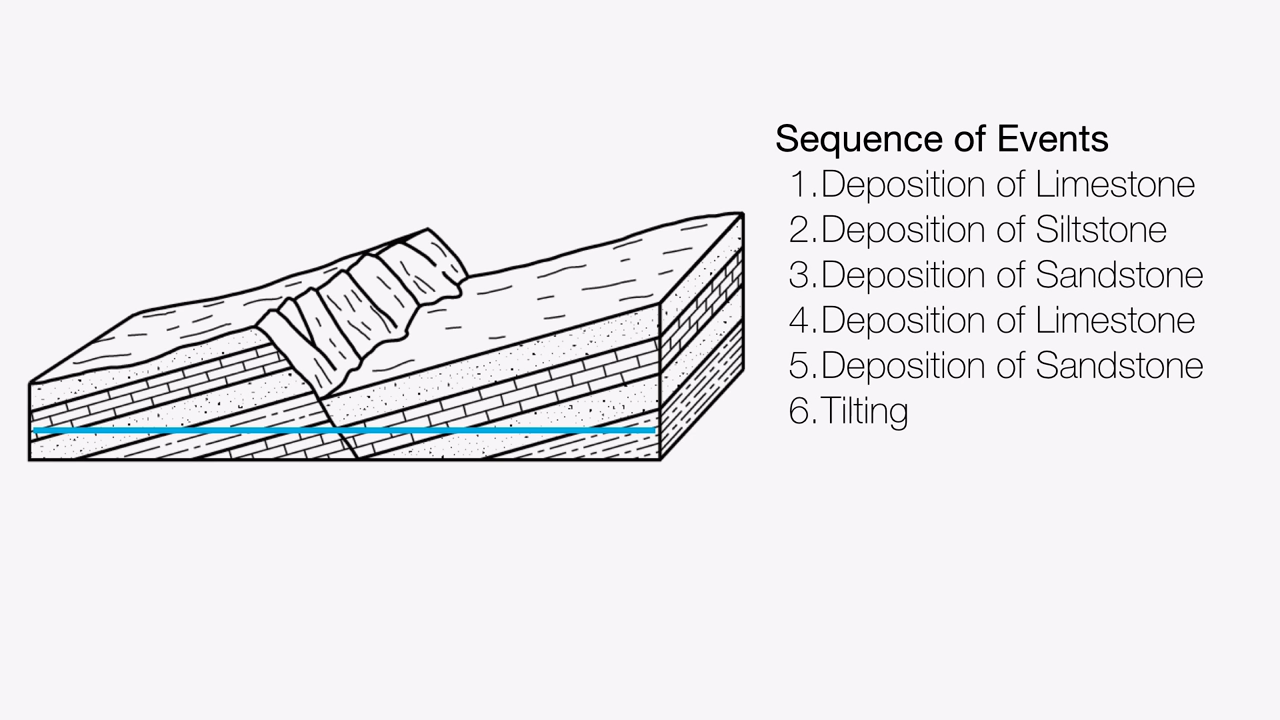 Sequence of Events
1.Deposition of Limestone
2.Deposition of Siltstone
3.Deposition of Sandstone
4.Deposition of Limestone
5.Deposition of Sandstone
6.Tilting